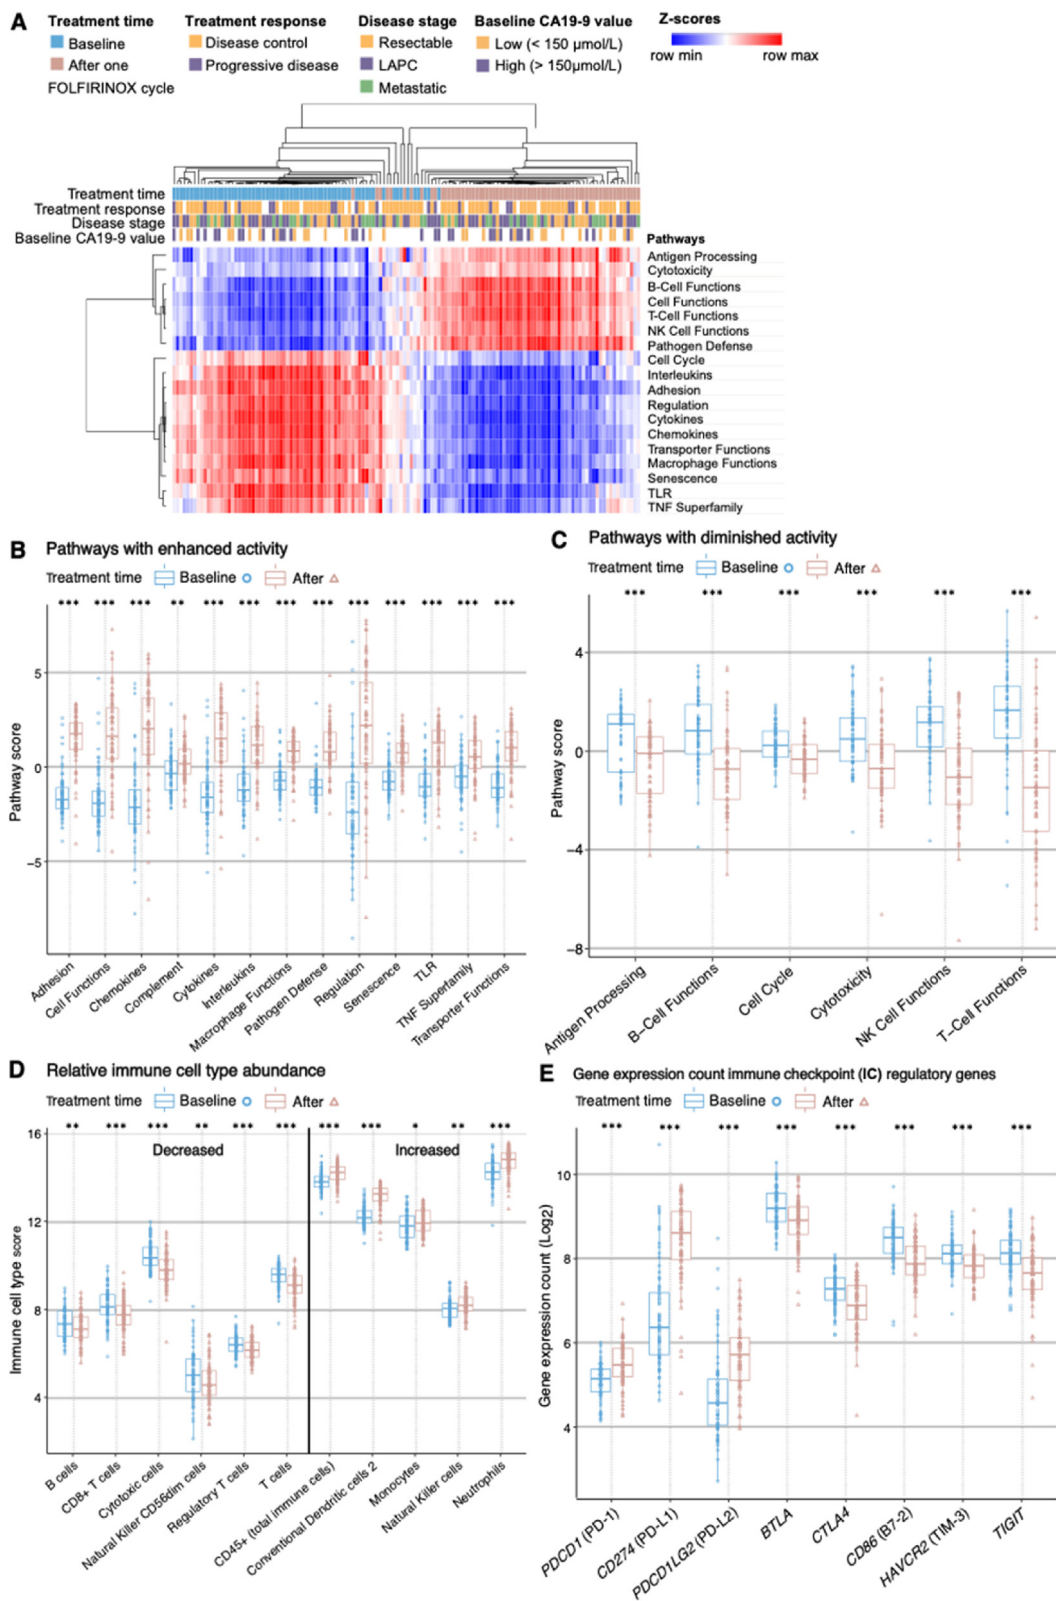 A
Treatment time
Baseline
After one
FOLFIRINOX cycle
Treatment response
Disease control
Progressive disease
Disease stage
Resectable
LAPC
Metastatic
Baseline CA19-9 value
Low (< 150 µmol/L)
High (> 150µmol/L)
Z-scores
row min row max
Treatment time
Treatment response
Disease stage
Baseline CA19-9 value
Pathways
Antigen Processing
Cytotoxicity
B-Cell Functions
Cell Functions
T-Cell Functions
NK Cell Functions
Pathogen Defense
Cell Cycle
Interleukins
Adhesion
Regulation
Cytokines
Chemokines
Transporter Functions
Macrophage Functions
Senescence
TLR
TNF Superfamily
B Pathways with enhanced activity
Treatment time Baseline After
*** *** *** ** *** *** *** *** *** *** *** *** ***
Pathway score
5
0
−5
Adhesion
Cell Functions
Chemokines
Complement
Cytokines
Interleukins
Macrophage Functions
Pathogen Defense
Regulation
Senescence
TLR
TNF Superfamily
Transporter Functions
C Pathways with diminished activity
Treatment time Baseline After
*** *** *** *** *** ***
Pathway score
4
0
−4
−8
Antigen Processing
B−Cell Functions
Cell Cycle
Cytotoxicity
NK Cell Functions
T−Cell Functions
D Relative immune cell type abundance
Treatment time Baseline After
** *** *** ** *** *** *** *** * ** ***
Decreased Increased
Immune cell type score
16
12
8
4
B cells
CD8+ T cells
Cytotoxic cells
Natural Killer CD56dim cells
Regulatory T cells
T cells
CD45+ (total immune cells)
Conventional Dendritic cells 2
Monocytes
Natural Killer cells
Neutrophils
E Gene expression count immune checkpoint (IC) regulatory genes
Treatment time Baseline After
*** *** *** *** *** *** *** ***
Gene expression count (Log2)
10
8
6
4
PDCD1 (PD-1)
CD274 (PD-L1)
PDCD1LG2 (PD-L2)
BTLA
CTLA4
CD86 (B7-2)
HAVCR2 (TIM-3)
TIGIT